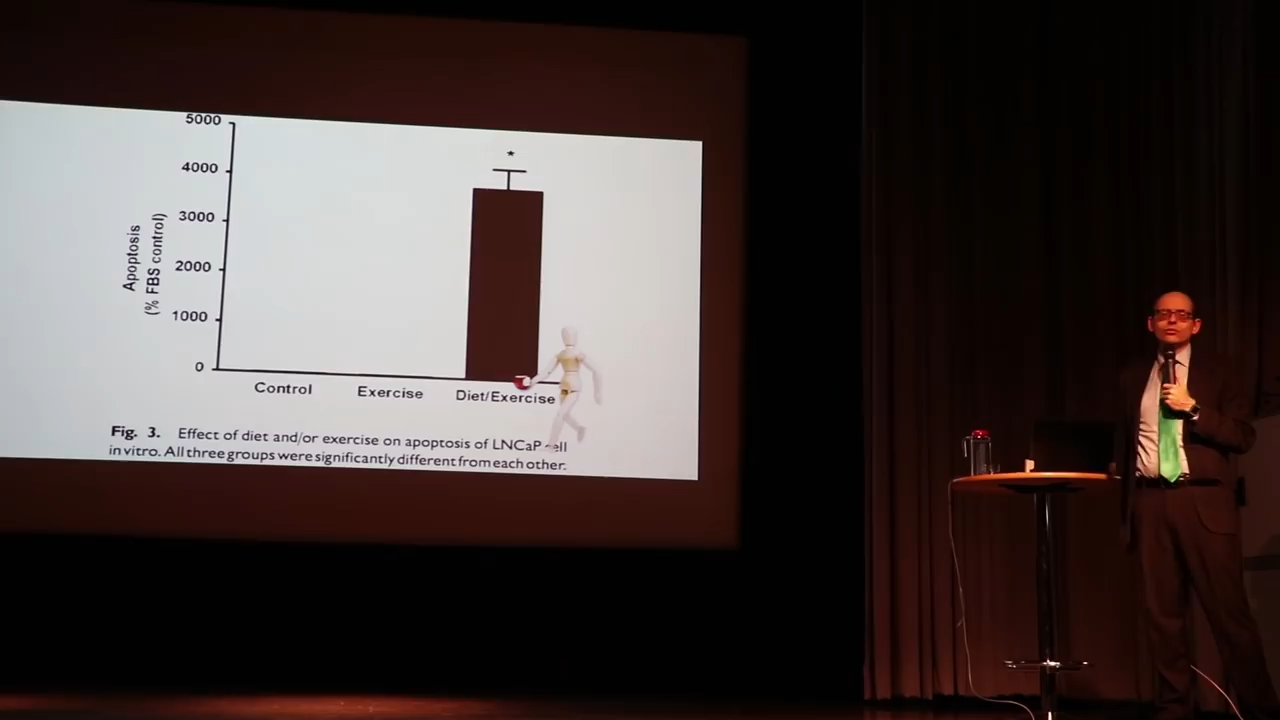 5000
4000
3000
2000
1000
0
Apoptosis
(% FBS control)
*
Control Exercise Diet/Exercise
Fig. 3. Effect of diet and/or exercise on apoptosis of LNCaP cell
in vitro. All three groups were significantly different from each other.